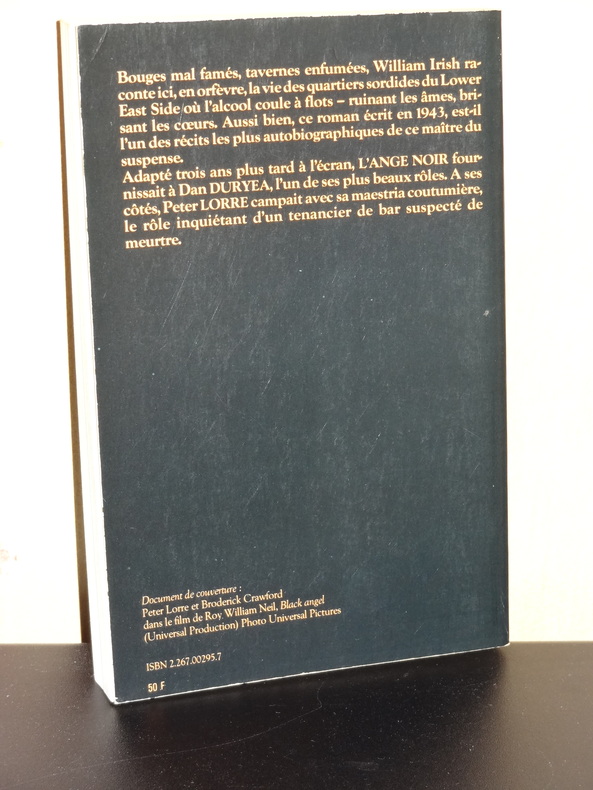 Bouges mal famés, tavernes enfumées, William Irish ra-
conte ici, en orfèvre, la vie des quartiers sordides du Lower
East Side où l'alcool coule à flots – ruinant les âmes, bri-
sant les cœurs. Aussi bien, ce roman écrit en 1943, est-il
l'un des récits les plus autobiographiques de ce maître du
suspense.
Adapté trois ans plus tard à l'écran, L'ANGE NOIR four-
nissait à Dan DURYEA, l'un de ses plus beaux rôles. A ses
côtés, Peter LORRE campait avec sa maestria coutumière,
le rôle inquiétant d'un tenancier de bar suspecté de
meurtre.
Document de couverture :
Peter Lorre et Broderick Crawford
dans le film de Roy William Neil, Black angel
(Universal Production) Photo Universal Pictures
ISBN 2.267.00295.7
50 F